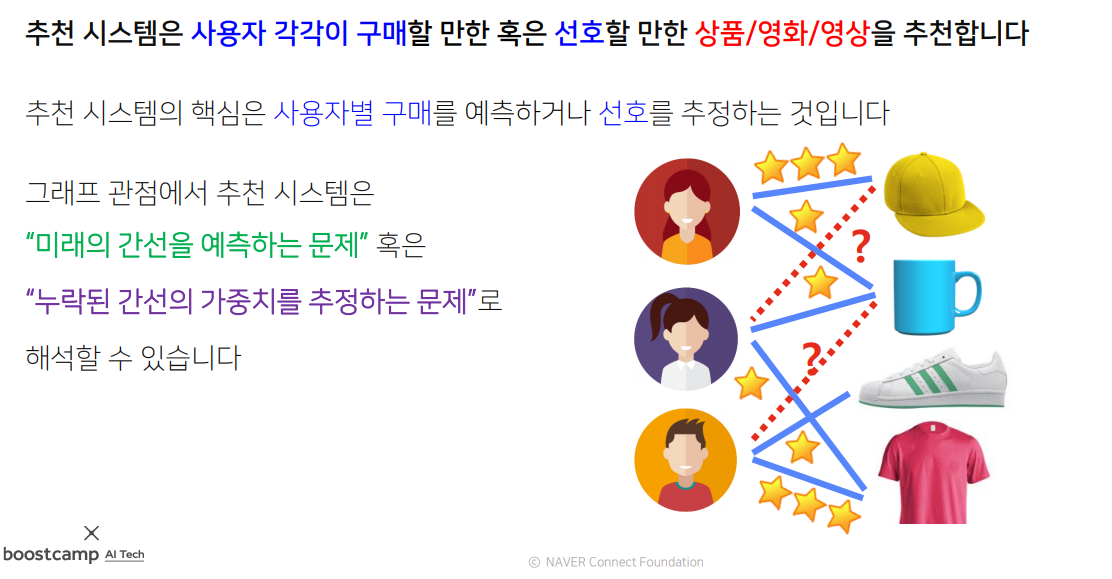 추천 시스템은 사용자 각각이 구매할 만한 혹은 선호할 만한 상품/영화/영상을 추천합니다
추천 시스템의 핵심은 사용자별 구매를 예측하거나 선호를 추정하는 것입니다
그래프 관점에서 추천 시스템은
“미래의 간선을 예측하는 문제” 혹은
“누락된 간선의 가중치를 추정하는 문제”로
해석할 수 있습니다
?
?
boostcamp AI Tech
© NAVER Connect Foundation